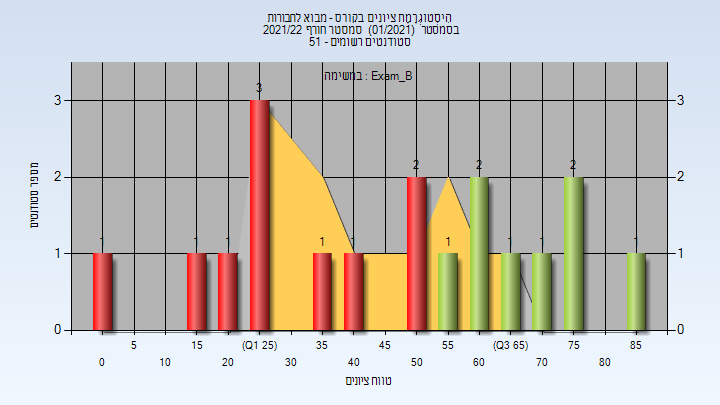 היסטוגרמת ציונים בקורס - מבוא לחבורות
בסמסטר (01/2021) סמסטר חורף 2021/22
סטודנטים רשומים - 51
במשימה : Exam_B
מספר סטודנטים
3 3
2 2
1 1
0 0
1 1 1 3 1 1 2 1 2 1 1 2 1
5 15 (Q1 25) 35 45 55 (Q3 65) 75 85
0 10 20 30 40 50 60 70 80
טווח ציונים